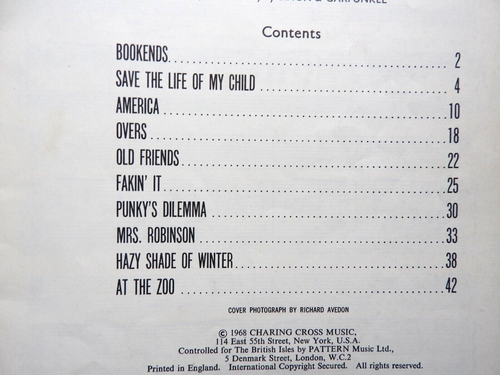 & GARFUNKEL
Contents
BOOKENDS 2
SAVE THE LIFE OF MY CHILD 4
AMERICA 10
OVERS 18
OLD FRIENDS 22
FAKIN' IT 25
PUNKY'S DILEMMA 30
MRS. ROBINSON 33
HAZY SHADE OF WINTER 38
AT THE ZOO 42
COVER PHOTOGRAPH BY RICHARD AVEDON
© 1968 CHARING CROSS MUSIC,
114 East 55th Street, New York, U.S.A.
Controlled for The British Isles by PATTERN Music Ltd.,
5 Denmark Street, London, W.C.2
Printed in England. International Copyright Secured. All rights reserved.